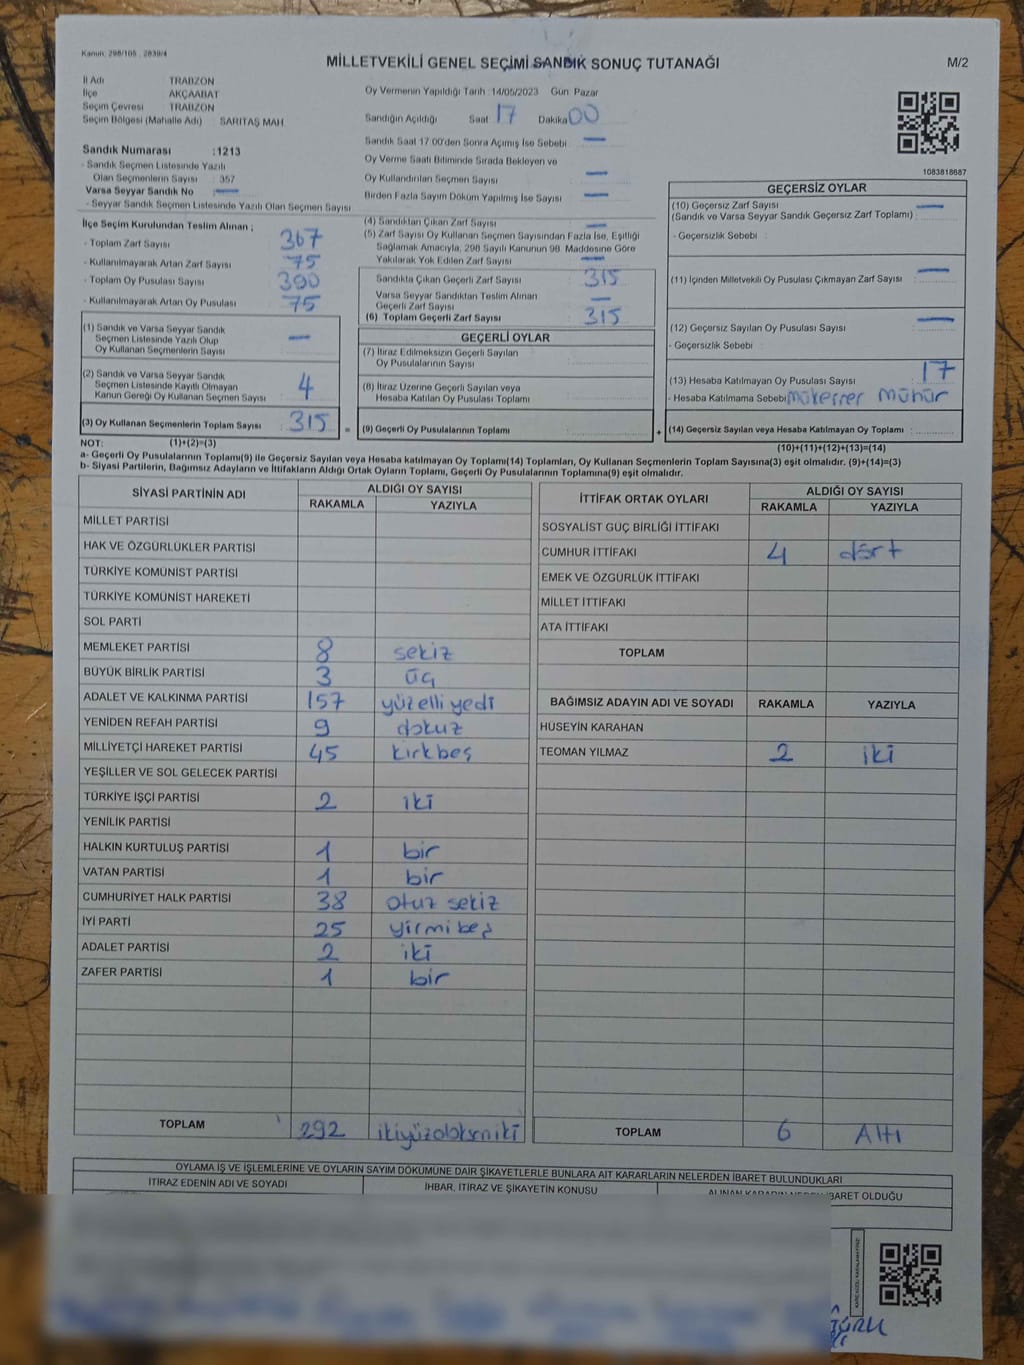 Kanun: 298/105 , 2839/4
MİLLETVEKİLİ GENEL SEÇİMİ SANDIK SONUÇ TUTANAĞI
M/2
İl Adı TRABZON
İlçe AKÇAABAT
Seçim Çevresi TRABZON
Seçim Bölgesi (Mahalle Adı) : SARITAŞ MAH.
Sandık Numarası :1213
- Sandık Seçmen Listesinde Yazılı
Olan Seçmenlerin Sayısı : 357
Varsa Seyyar Sandık No —
- Seyyar Sandık Seçmen Listesinde Yazılı Olan Seçmen Sayısı
İlçe Seçim Kurulundan Teslim Alınan ;
- Toplam Zarf Sayısı 367
- Kullanılmayarak Artan Zarf Sayısı 75
- Toplam Oy Pusulası Sayısı 390
- Kullanılmayarak Artan Oy Pusulası 75
(1) Sandık ve Varsa Seyyar Sandık
Seçmen Listesinde Yazılı Olup
Oy Kullanan Seçmenlerin Sayısı —
(2) Sandık ve Varsa Seyyar Sandık
Seçmen Listesinde Kayıtlı Olmayan
Kanun Gereği Oy Kullanan Seçmen Sayısı : 4
(3) Oy Kullanan Seçmenlerin Toplam Sayısı : 315
Oy Vermenin Yapıldığı Tarih :14/05/2023 Gün: Pazar
Sandığın Açıldığı Saat 17 Dakika 00
Sandık Saat 17.00'den Sonra Açılmış İse Sebebi —
Oy Verme Saati Bitiminde Sırada Bekleyen ve
Oy Kullandırılan Seçmen Sayısı —
Birden Fazla Sayım Döküm Yapılmış İse Sayısı —
(4) Sandıktan Çıkan Zarf Sayısı —
(5) Zarf Sayısı Oy Kullanan Seçmen Sayısından Fazla İse, Eşitliği
Sağlamak Amacıyla, 298 Sayılı Kanunun 98. Maddesine Göre
Yakılarak Yok Edilen Zarf Sayısı —
Sandıkta Çıkan Geçerli Zarf Sayısı 315
Varsa Seyyar Sandıktan Teslim Alınan
Geçerli Zarf Sayısı —
(6) Toplam Geçerli Zarf Sayısı 315
GEÇERLİ OYLAR
(7) İtiraz Edilmeksizin Geçerli Sayılan
Oy Pusulalarının Sayısı
(8) İtiraz Üzerine Geçerli Sayılan veya
Hesaba Katılan Oy Pusulası Toplamı
= (9) Geçerli Oy Pusulalarının Toplamı
1083818687
GEÇERSİZ OYLAR
(10) Geçersiz Zarf Sayısı —
(Sandık ve Varsa Seyyar Sandık Geçersiz Zarf Toplamı)
- Geçersizlik Sebebi :
(11) İçinden Milletvekili Oy Pusulası Çıkmayan Zarf Sayısı —
(12) Geçersiz Sayılan Oy Pusulası Sayısı —
- Geçersizlik Sebebi
(13) Hesaba Katılmayan Oy Pusulası Sayısı 17
- Hesaba Katılmama Sebebi mükerrer mühür
+ (14) Geçersiz Sayılan veya Hesaba Katılmayan Oy Toplamı :
NOT: (1)+(2)=(3) (10)+(11)+(12)+(13)=(14)
a- Geçerli Oy Pusulalarının Toplamı(9) ile Geçersiz Sayılan veya Hesaba katılmayan Oy Toplamı(14) Toplamları, Oy Kullanan Seçmenlerin Toplam Sayısına(3) eşit olmalıdır. (9)+(14)=(3)
b- Siyasi Partilerin, Bağımsız Adayların ve İttifakların Aldığı Ortak Oyların Toplamı, Geçerli Oy Pusulalarının Toplamına(9) eşit olmalıdır.
SİYASİ PARTİNİN ADI ALDIĞI OY SAYISI
RAKAMLA YAZIYLA
MİLLET PARTİSİ
HAK VE ÖZGÜRLÜKLER PARTİSİ
TÜRKİYE KOMÜNİST PARTİSİ
TÜRKİYE KOMÜNİST HAREKETİ
SOL PARTİ
MEMLEKET PARTİSİ 8 sekiz
BÜYÜK BİRLİK PARTİSİ 3 üç
ADALET VE KALKINMA PARTİSİ 157 yüzelliyedi
YENİDEN REFAH PARTİSİ 9 dokuz
MİLLİYETÇİ HAREKET PARTİSİ 45 kırkbeş
YEŞİLLER VE SOL GELECEK PARTİSİ
TÜRKİYE İŞÇİ PARTİSİ 2 iki
YENİLİK PARTİSİ
HALKIN KURTULUŞ PARTİSİ 1 bir
VATAN PARTİSİ 1 bir
CUMHURİYET HALK PARTİSİ 38 otuz sekiz
İYİ PARTİ 25 yirmi beş
ADALET PARTİSİ 2 iki
ZAFER PARTİSİ 1 bir
TOPLAM 292
İTTİFAK ORTAK OYLARI ALDIĞI OY SAYISI
RAKAMLA YAZIYLA
SOSYALİST GÜÇ BİRLİĞİ İTTİFAKI
CUMHUR İTTİFAKI 4 dört
EMEK VE ÖZGÜRLÜK İTTİFAKI
MİLLET İTTİFAKI
ATA İTTİFAKI
TOPLAM
BAĞIMSIZ ADAYIN ADI VE SOYADI RAKAMLA YAZIYLA
HÜSEYİN KARAHAN
TEOMAN YILMAZ 2 iki
TOPLAM 6 Altı
OYLAMA İŞ VE İŞLEMLERİNE VE OYLARIN SAYIM DÖKÜMÜNE DAİR ŞİKAYETLERLE BUNLARA AİT KARARLARIN NELERDEN İBARET BULUNDUKLARI
İTİRAZ EDENİN ADI VE SOYADI
İHBAR, İTİRAZ VE ŞİKAYETİN KONUSU
ALINAN KARARIN NEDEN İBARET OLDUĞU